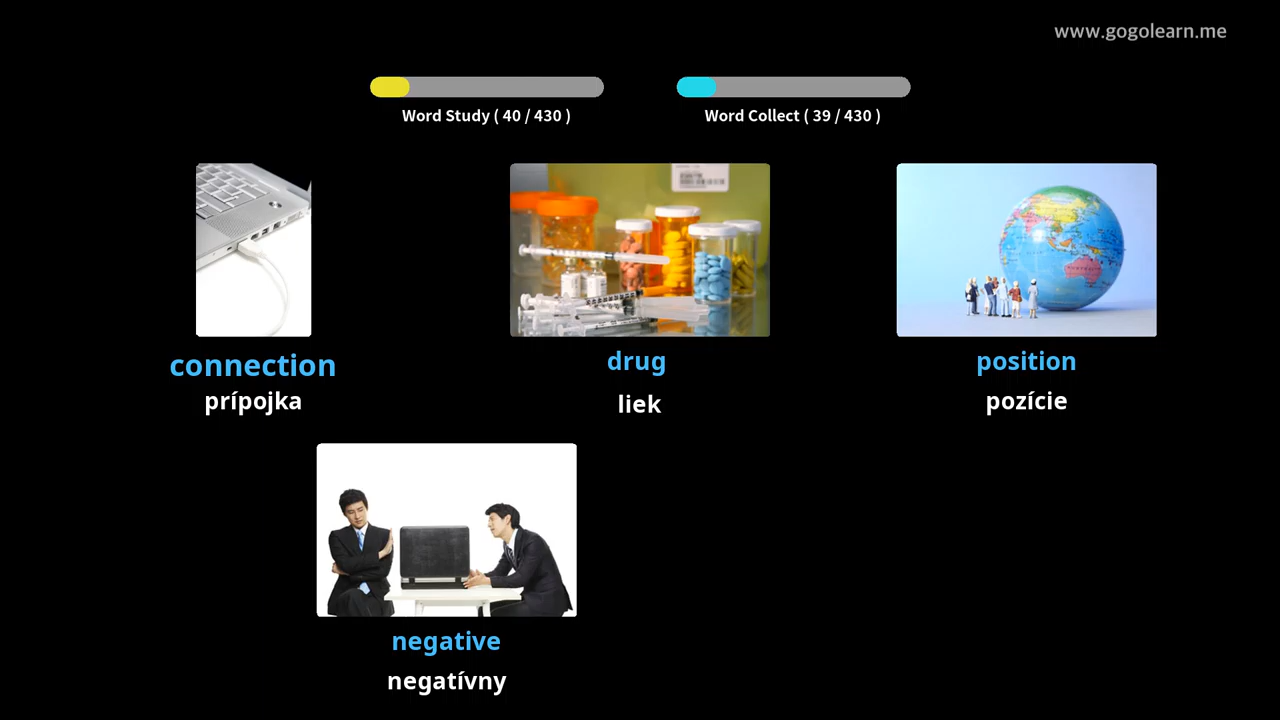 www.gogolearn.me
Word Study ( 40 / 430 )
Word Collect ( 39 / 430 )
connection
prípojka
drug
liek
position
pozície
negative
negatívny